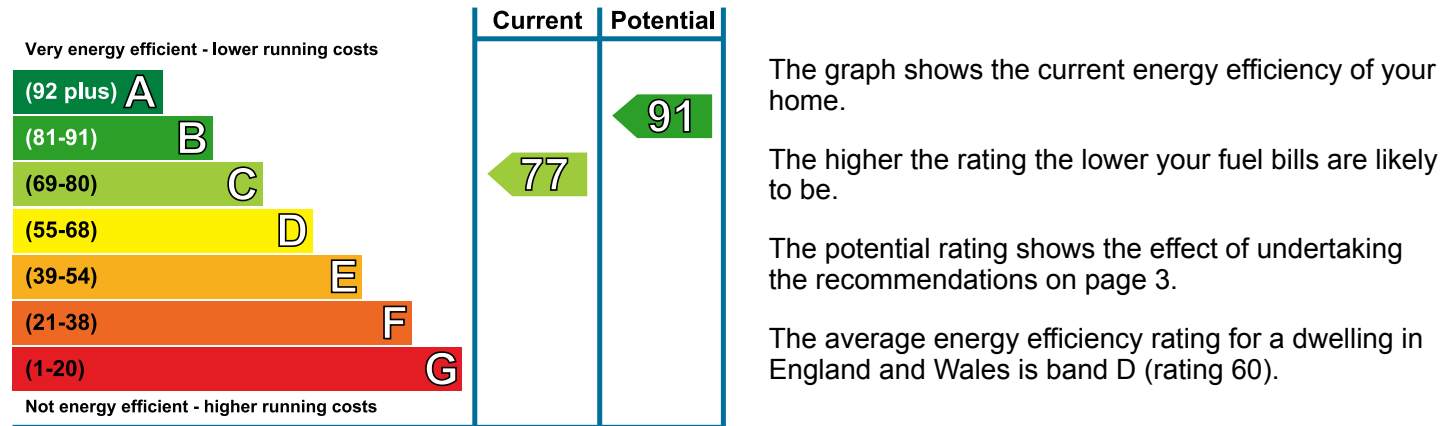 Current Potential
Very energy efficient - lower running costs
(92 plus) A
91
(81-91) B
(69-80) C
77
(55-68) D
(39-54) E
(21-38) F
(1-20) G
Not energy efficient - higher running costs
The graph shows the current energy efficiency of your
home.
The higher the rating the lower your fuel bills are likely
to be.
The potential rating shows the effect of undertaking
the recommendations on page 3.
The average energy efficiency rating for a dwelling in
England and Wales is band D (rating 60).